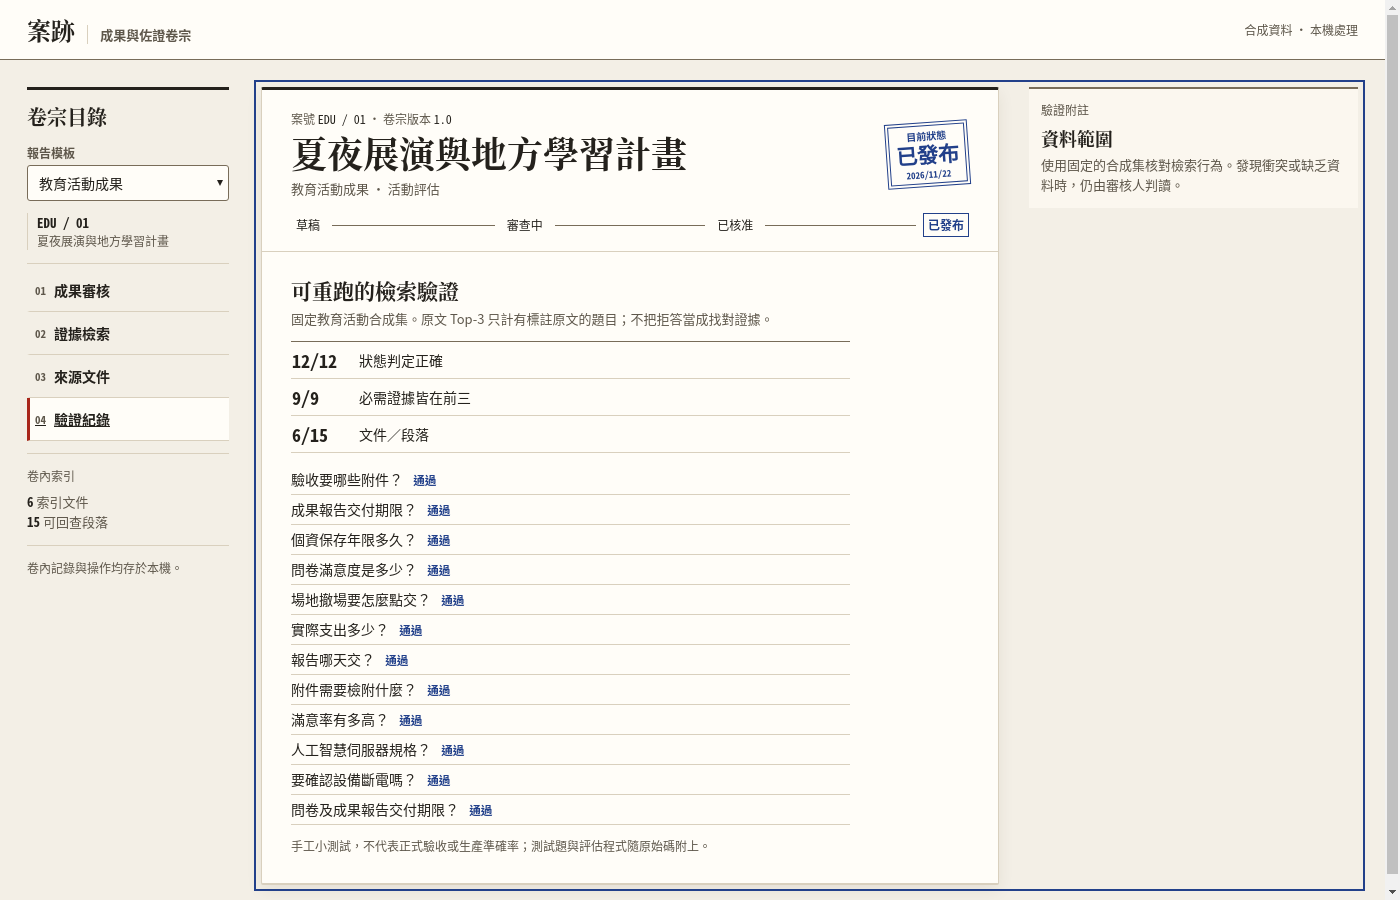 案跡
成果與佐證卷宗
合成資料 · 本機處理
卷宗目錄
報告模板
教育活動成果
EDU / 01
夏夜展演與地方學習計畫
01 成果審核
02 證據檢索
03 來源文件
04 驗證紀錄
卷內索引
6 索引文件
15 可回查段落
卷內記錄與操作均存於本機。
案號 EDU / 01 · 卷宗版本 1.0
夏夜展演與地方學習計畫
教育活動成果 · 活動評估
目前狀態
已發布
2026/11/22
草稿
審查中
已核准
已發布
可重跑的檢索驗證
固定教育活動合成集。原文 Top-3 只計有標註原文的題目；不把拒答當成找對證據。
12/12 狀態判定正確
9/9 必需證據皆在前三
6/15 文件／段落
驗收要哪些附件？ 通過
成果報告交付期限？ 通過
個資保存年限多久？ 通過
問卷滿意度是多少？ 通過
場地撤場要怎麼點交？ 通過
實際支出多少？ 通過
報告哪天交？ 通過
附件需要檢附什麼？ 通過
滿意率有多高？ 通過
人工智慧伺服器規格？ 通過
要確認設備斷電嗎？ 通過
問卷及成果報告交付期限？ 通過
手工小測試，不代表正式驗收或生產準確率；測試題與評估程式隨原始碼附上。
驗證附註
資料範圍
使用固定的合成集核對檢索行為。發現衝突或缺乏資
料時，仍由審核人判讀。